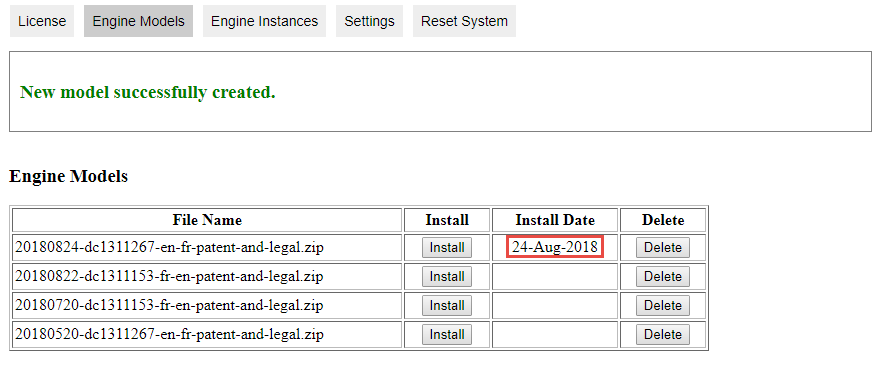 License Engine Models Engine Instances Settings Reset System
New model successfully created.
Engine Models
File Name Install Install Date Delete
20180824-dc1311267-en-fr-patent-and-legal.zip Install 24-Aug-2018 Delete
20180822-dc1311153-fr-en-patent-and-legal.zip Install Delete
20180720-dc1311153-fr-en-patent-and-legal.zip Install Delete
20180520-dc1311267-en-fr-patent-and-legal.zip Install Delete